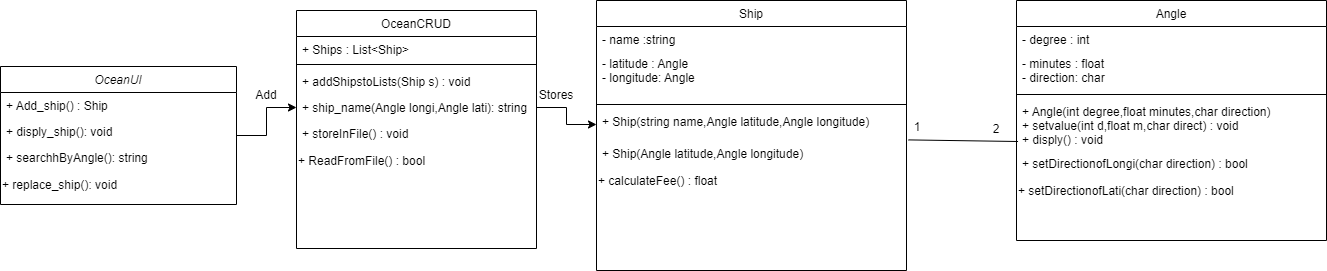 OceanUI
+ Add_ship() : Ship
+ disply_ship(): void
+ searchhByAngle(): string
+ replace_ship(): void
Add
OceanCRUD
+ Ships : List<Ship>
+ addShipstoLists(Ship s) : void
+ ship_name(Angle longi,Angle lati): string
+ storeInFile() : void
+ ReadFromFile() : bool
Stores
Ship
- name :string
- latitude : Angle
- longitude: Angle
+ Ship(string name,Angle latitude,Angle longitude)
+ Ship(Angle latitude,Angle longitude)
+ calculateFee() : float
1
2
Angle
- degree : int
- minutes : float
- direction: char
+ Angle(int degree,float minutes,char direction)
+ setvalue(int d,float m,char direct) : void
+ disply() : void
+ setDirectionofLongi(char direction) : bool
+ setDirectionofLati(char direction) : bool